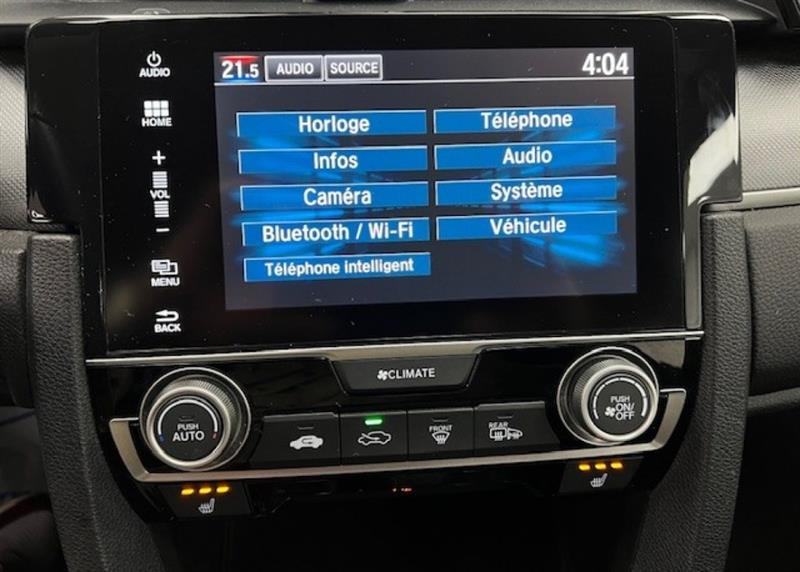 AUDIO
HOME
+
VOL
−
MENU
BACK
21.5 AUDIO SOURCE 4:04
Horloge Téléphone
Infos Audio
Caméra Système
Bluetooth / Wi-Fi Véhicule
Téléphone intelligent
CLIMATE
PUSH
AUTO
FRONT
REAR
PUSH
ON/
OFF